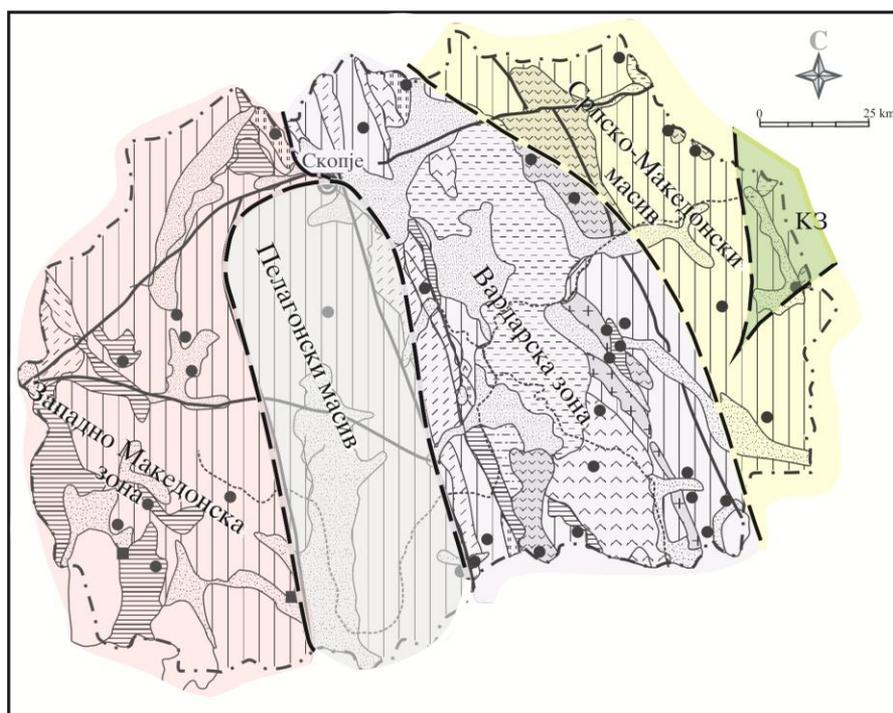 С
0 25 km
Скопје
Српско-Македонски
масив
КЗ
Пелагонски масив
Вардарска зона
Западно Македонска
зона